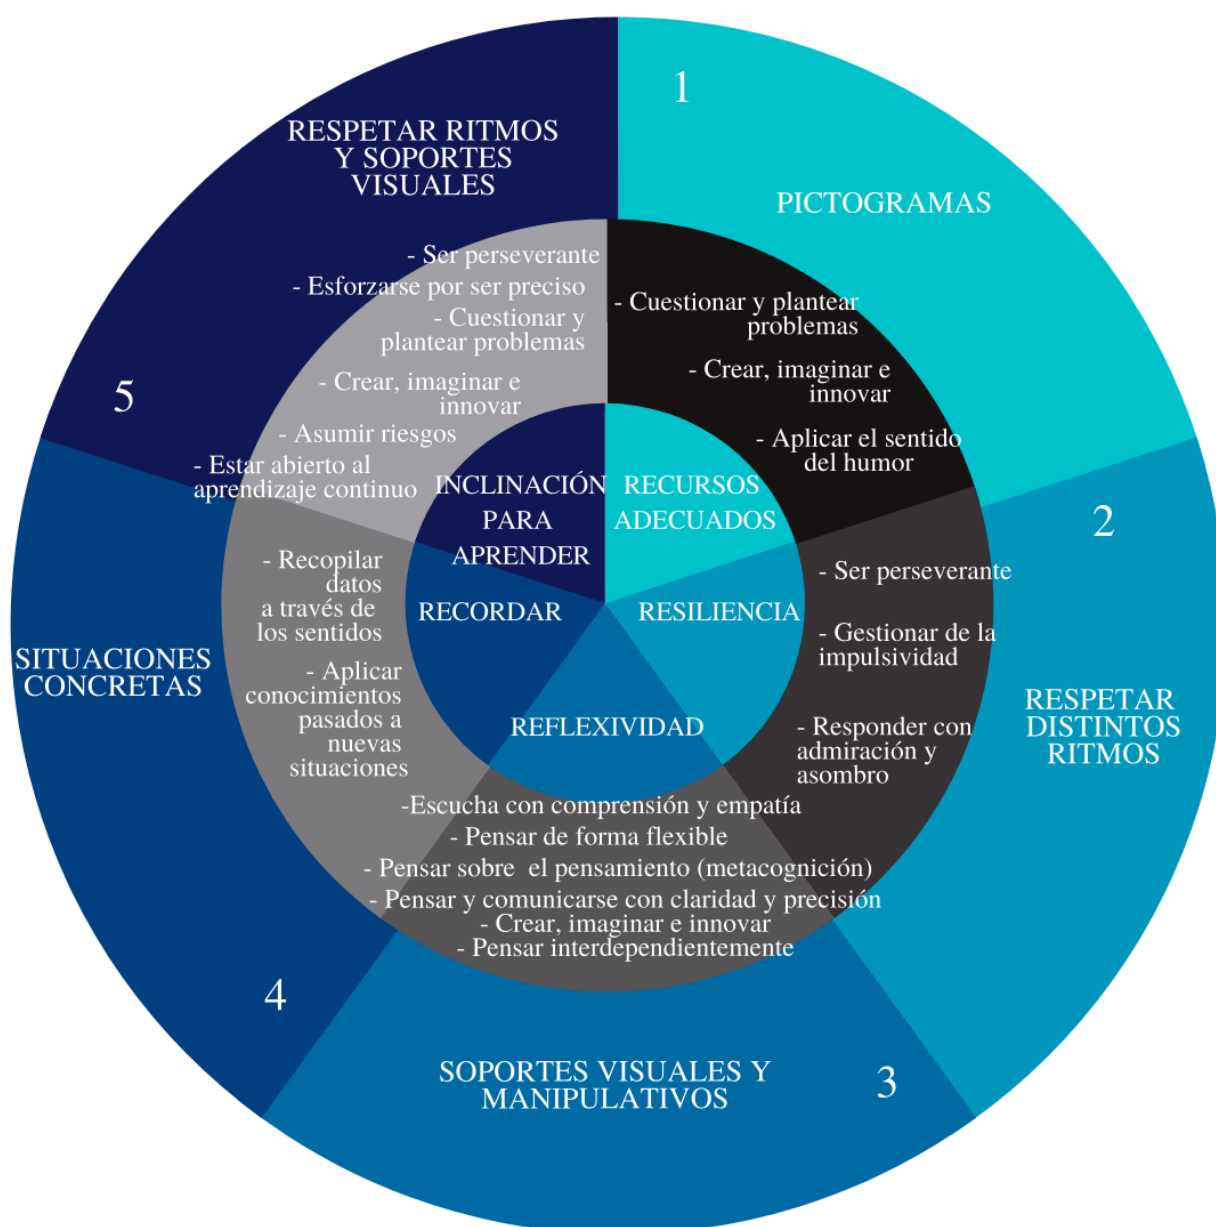 1
PICTOGRAMAS
- Cuestionar y plantear
problemas
- Crear, imaginar e
innovar
- Aplicar el sentido
del humor
RECURSOS
ADECUADOS
2
RESPETAR
DISTINTOS
RITMOS
- Ser perseverante
- Gestionar de la
impulsividad
- Responder con
admiración y
asombro
RESILIENCIA
3
SOPORTES VISUALES Y
MANIPULATIVOS
-Escucha con comprensión y empatía
- Pensar de forma flexible
- Pensar sobre el pensamiento (metacognición)
- Pensar y comunicarse con claridad y precisión
- Crear, imaginar e innovar
- Pensar interdependientemente
REFLEXIVIDAD
4
SITUACIONES
CONCRETAS
- Recopilar
datos
a través de
los sentidos
- Aplicar
conocimientos
pasados a
nuevas
situaciones
RECORDAR
5
RESPETAR RITMOS
Y SOPORTES
VISUALES
- Ser perseverante
- Esforzarse por ser preciso
- Cuestionar y
plantear problemas
- Crear, imaginar e
innovar
- Asumir riesgos
- Estar abierto al
aprendizaje continuo
INCLINACIÓN
PARA
APRENDER